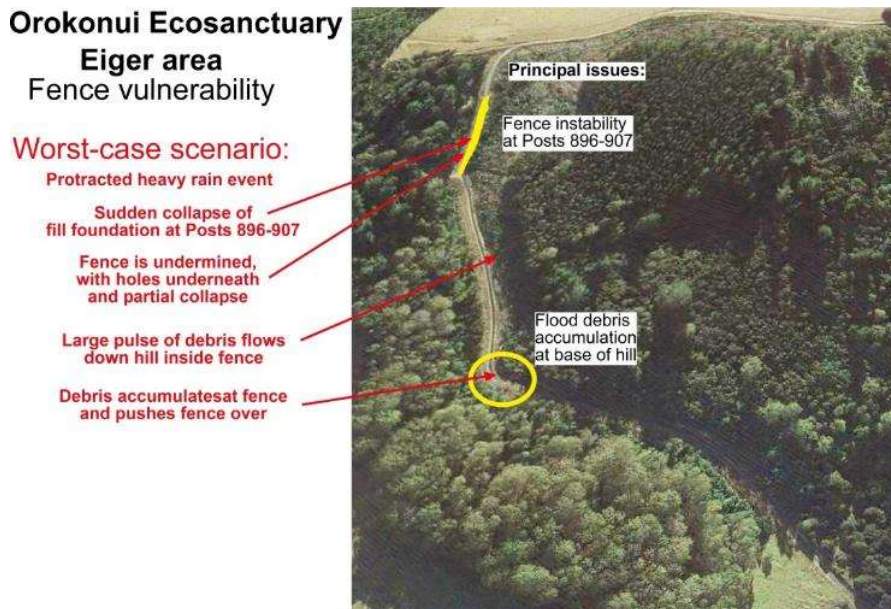 Orokonui Ecosanctuary
Eiger area
Fence vulnerability
Worst-case scenario:
Protracted heavy rain event
Sudden collapse of
fill foundation at Posts 896-907
Fence is undermined,
with holes underneath
and partial collapse
Large pulse of debris flows
down hill inside fence
Debris accumulatesat fence
and pushes fence over
Principal issues:
Fence instability
at Posts 896-907
Flood debris
accumulation
at base of hill